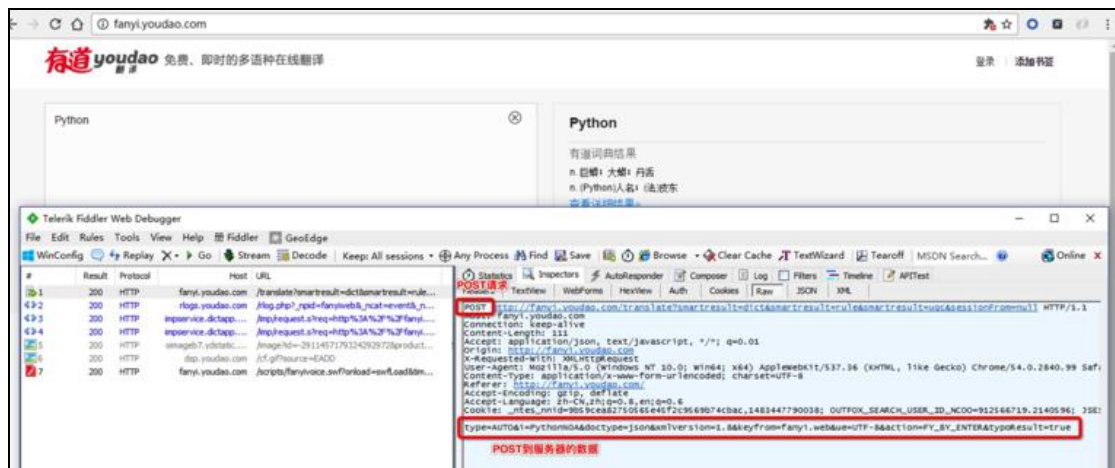 fanyi.youdao.com
有道 youdao 翻译 免费、即时的多语种在线翻译
登录 添加书签
Python
Python
有道词典结果
n. 巨蟒; 大蟒; 丹舌
n. (Python)人名; (法)皮东
查看详细结果»
Telerik Fiddler Web Debugger
File Edit Rules Tools View Help Fiddler GeoEdge
WinConfig Replay Go Stream Decode Keep: All sessions Any Process Find Save Browse Clear Cache TextWizard Tearoff MSDN Search... Online
Statistics Inspectors AutoResponder Composer Log Filters Timeline APITest
# Result Protocol Host URL
POST请求
TextView WebForms HexView Auth Cookies Raw JSON XML
1 200 HTTP fanyi.youdao.com /translate?smartresult=dict&smartresult=rule...
2 200 HTTP rlogs.youdao.com /rlog.php?_npid=fanyiweb&_ncat=event&_n...
3 200 HTTP impservice.dictapp.... /imp/request.s?req=http%3A%2F%2Ffanyi....
4 200 HTTP impservice.dictapp.... /imp/request.s?req=http%3A%2F%2Ffanyi....
5 200 HTTP
6 200 HTTP dsp.youdao.com /cf.gif?source=EADD
7 200 HTTP fanyi.youdao.com /scripts/fanyivoice.swf?onload=swfLoad&tim...
POST http://fanyi.youdao.com/translate?smartresult=dict&smartresult=rule&smartresult=ugc&sessionFrom=null HTTP/1.1
Host: fanyi.youdao.com
Connection: keep-alive
Content-Length: 111
Accept: application/json, text/javascript, */*; q=0.01
Origin: http://fanyi.youdao.com
X-Requested-With: XMLHttpRequest
User-Agent: Mozilla/5.0 (Windows NT 10.0; Win64; x64) AppleWebKit/537.36 (KHTML, like Gecko) Chrome/54.0.2840.99 Safa
Content-Type: application/x-www-form-urlencoded; charset=UTF-8
Referer: http://fanyi.youdao.com/
Accept-Encoding: gzip, deflate
Accept-Language: zh-CN,zh;q=0.8,en;q=0.6
Cookie:
type=AUTO&i=Python%0A&doctype=json&xmlVersion=1.8&keyfrom=fanyi.web&ue=UTF-8&action=FY_BY_ENTER&typoResult=true
POST到服务器的数据